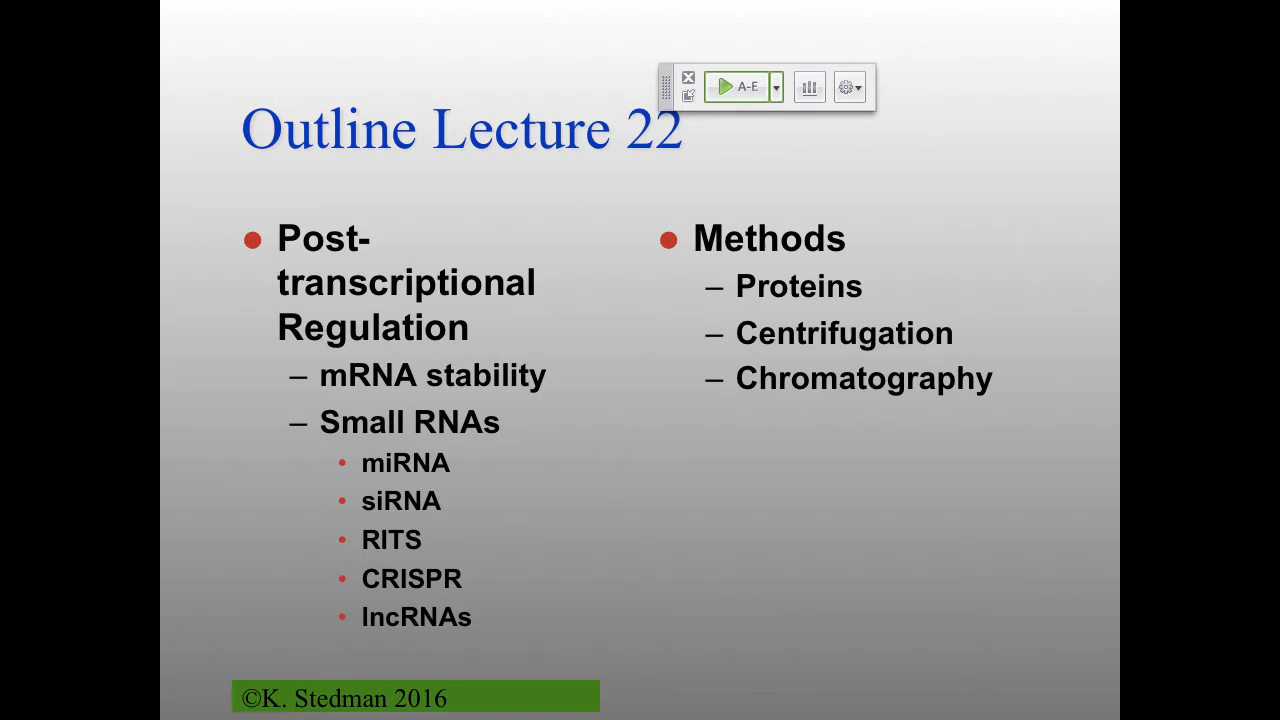 A-E
Outline Lecture 22
Post-
transcriptional
Regulation
– mRNA stability
– Small RNAs
• miRNA
• siRNA
• RITS
• CRISPR
• lncRNAs
Methods
– Proteins
– Centrifugation
– Chromatography
©K. Stedman 2016